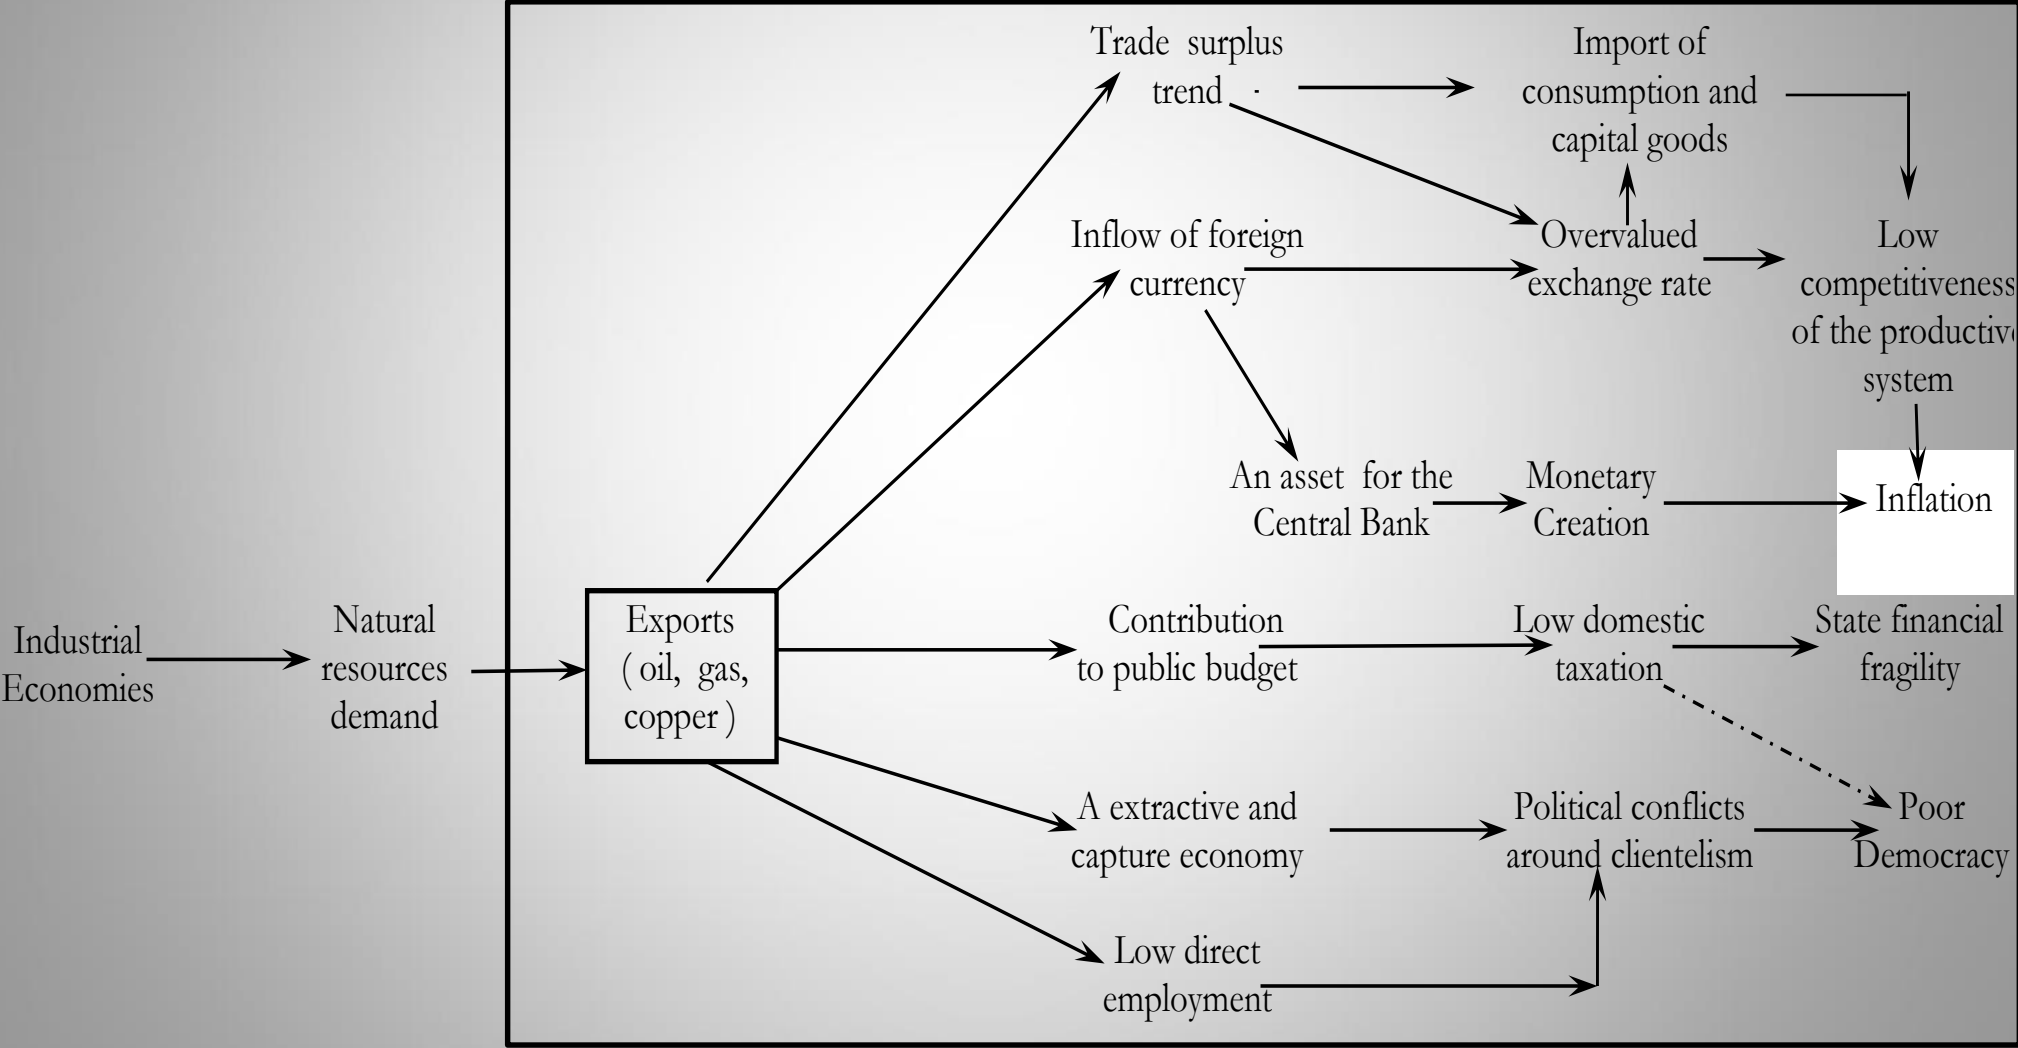 Industrial
Economies
Natural
resources
demand
Exports
( oil, gas,
copper )
Trade surplus
trend -
Import of
consumption and
capital goods
Inflow of foreign
currency
Overvalued
exchange rate
Low
competitiveness
of the productive
system
An asset for the
Central Bank
Monetary
Creation
Inflation
Contribution
to public budget
Low domestic
taxation
State financial
fragility
A extractive and
capture economy
Political conflicts
around clientelism
Poor
Democracy
Low direct
employment